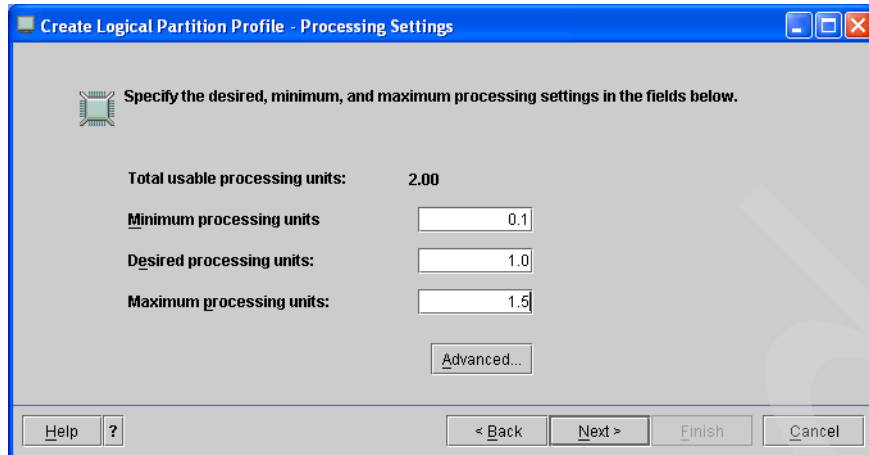 Create Logical Partition Profile - Processing Settings
Specify the desired, minimum, and maximum processing settings in the fields below.
Total usable processing units: 2.00
Minimum processing units 0.1
Desired processing units: 1.0
Maximum processing units: 1.5
Advanced...
Help ? < Back Next > Finish Cancel